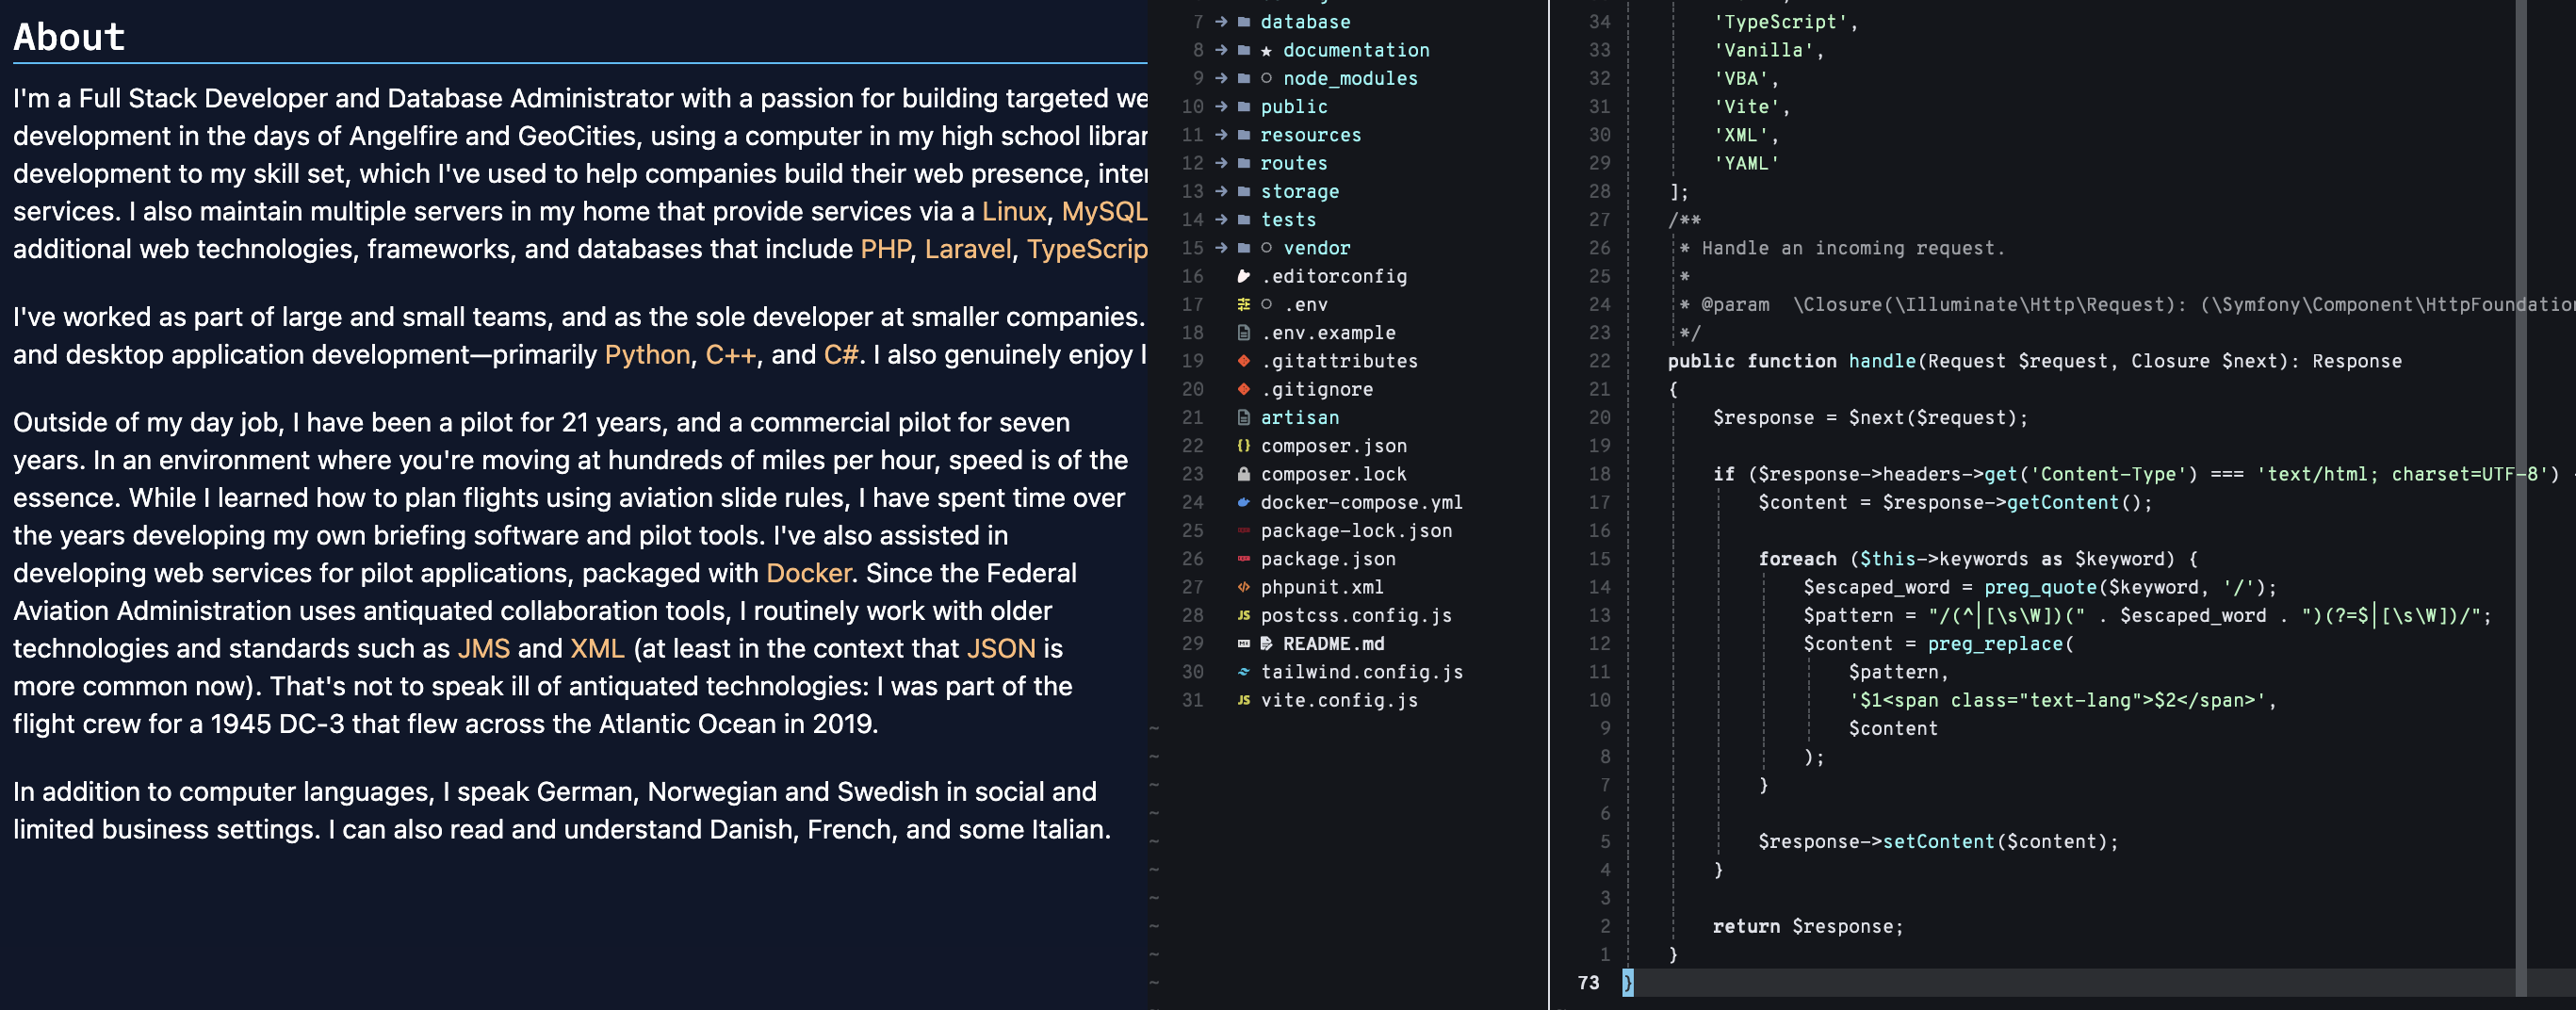 About
I'm a Full Stack Developer and Database Administrator with a passion for building targeted we
development in the days of Angelfire and GeoCities, using a computer in my high school librar
development to my skill set, which I've used to help companies build their web presence, inter
services. I also maintain multiple servers in my home that provide services via a Linux, MySQL
additional web technologies, frameworks, and databases that include PHP, Laravel, TypeScrip
I've worked as part of large and small teams, and as the sole developer at smaller companies.
and desktop application development—primarily Python, C++, and C#. I also genuinely enjoy l
Outside of my day job, I have been a pilot for 21 years, and a commercial pilot for seven
years. In an environment where you're moving at hundreds of miles per hour, speed is of the
essence. While I learned how to plan flights using aviation slide rules, I have spent time over
the years developing my own briefing software and pilot tools. I've also assisted in
developing web services for pilot applications, packaged with Docker. Since the Federal
Aviation Administration uses antiquated collaboration tools, I routinely work with older
technologies and standards such as JMS and XML (at least in the context that JSON is
more common now). That's not to speak ill of antiquated technologies: I was part of the
flight crew for a 1945 DC-3 that flew across the Atlantic Ocean in 2019.
In addition to computer languages, I speak German, Norwegian and Swedish in social and
limited business settings. I can also read and understand Danish, French, and some Italian.
7 → database
8 → ★ documentation
9 → ○ node_modules
10 → public
11 → resources
12 → routes
13 → storage
14 → tests
15 → ○ vendor
16 .editorconfig
17 ○ .env
18 .env.example
19 .gitattributes
20 .gitignore
21 artisan
22 {} composer.json
23 composer.lock
24 docker-compose.yml
25 package-lock.json
26 package.json
27 </> phpunit.xml
28 JS postcss.config.js
29 README.md
30 tailwind.config.js
31 JS vite.config.js
~
~
~
~
~
~
~
~
~
~
34 'TypeScript',
33 'Vanilla',
32 'VBA',
31 'Vite',
30 'XML',
29 'YAML'
28 ];
27 /**
26 * Handle an incoming request.
25 *
24 * @param  \Closure(\Illuminate\Http\Request): (\Symfony\Component\HttpFoundation
23 */
22 public function handle(Request $request, Closure $next): Response
21 {
20 $response = $next($request);
19
18 if ($response->headers->get('Content-Type') === 'text/html; charset=UTF-8')
17 $content = $response->getContent();
16
15 foreach ($this->keywords as $keyword) {
14 $escaped_word = preg_quote($keyword, '/');
13 $pattern = "/(^|[\s\W])(" . $escaped_word . ")(?=$|[\s\W])/";
12 $content = preg_replace(
11 $pattern,
10 '$1<span class="text-lang">$2</span>',
9 $content
8 );
7 }
6
5 $response->setContent($content);
4 }
3
2 return $response;
1 }
73 }